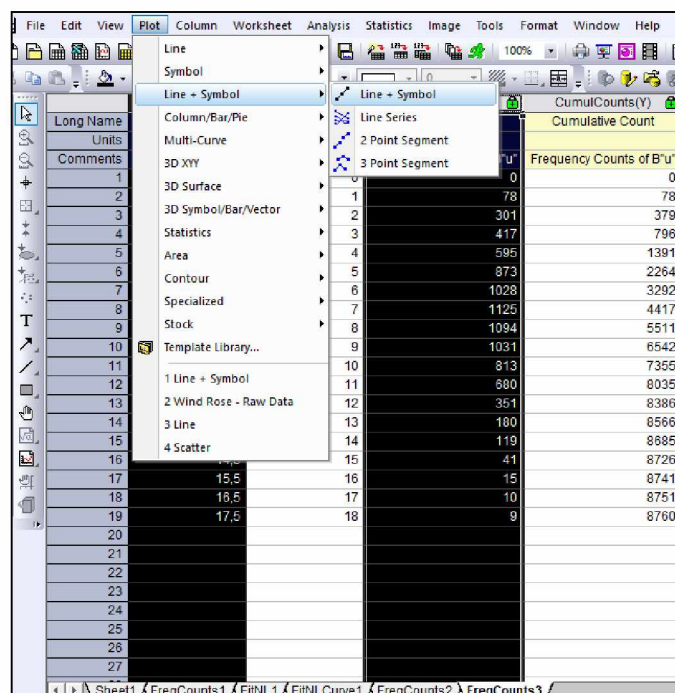 File Edit View Plot Column Worksheet Analysis Statistics Image Tools Format Window Help
100%
0
Line
Symbol
Line + Symbol
Column/Bar/Pie
Multi-Curve
3D XYY
3D Surface
3D Symbol/Bar/Vector
Statistics
Area
Contour
Specialized
Stock
Template Library...
1 Line + Symbol
2 Wind Rose - Raw Data
3 Line
4 Scatter
Line + Symbol
Line Series
2 Point Segment
3 Point Segment
CumulCounts(Y)
Long Name Cumulative Count
Units
Comments "u" Frequency Counts of B"u"
1 0 0 0
2 1 78 78
3 2 301 379
4 3 417 796
5 4 595 1391
6 5 873 2264
7 6 1028 3292
8 7 1125 4417
9 8 1094 5511
10 9 1031 6542
11 10 813 7355
12 11 680 8035
13 12 351 8386
14 13 180 8566
15 14 119 8685
16 14,5 15 41 8726
17 15,5 16 15 8741
18 16,5 17 10 8751
19 17,5 18 9 8760
20
21
22
23
24
25
26
27
Sheet1 FreqCounts1 FitNL1 FitNLCurve1 FreqCounts2 FreqCounts3